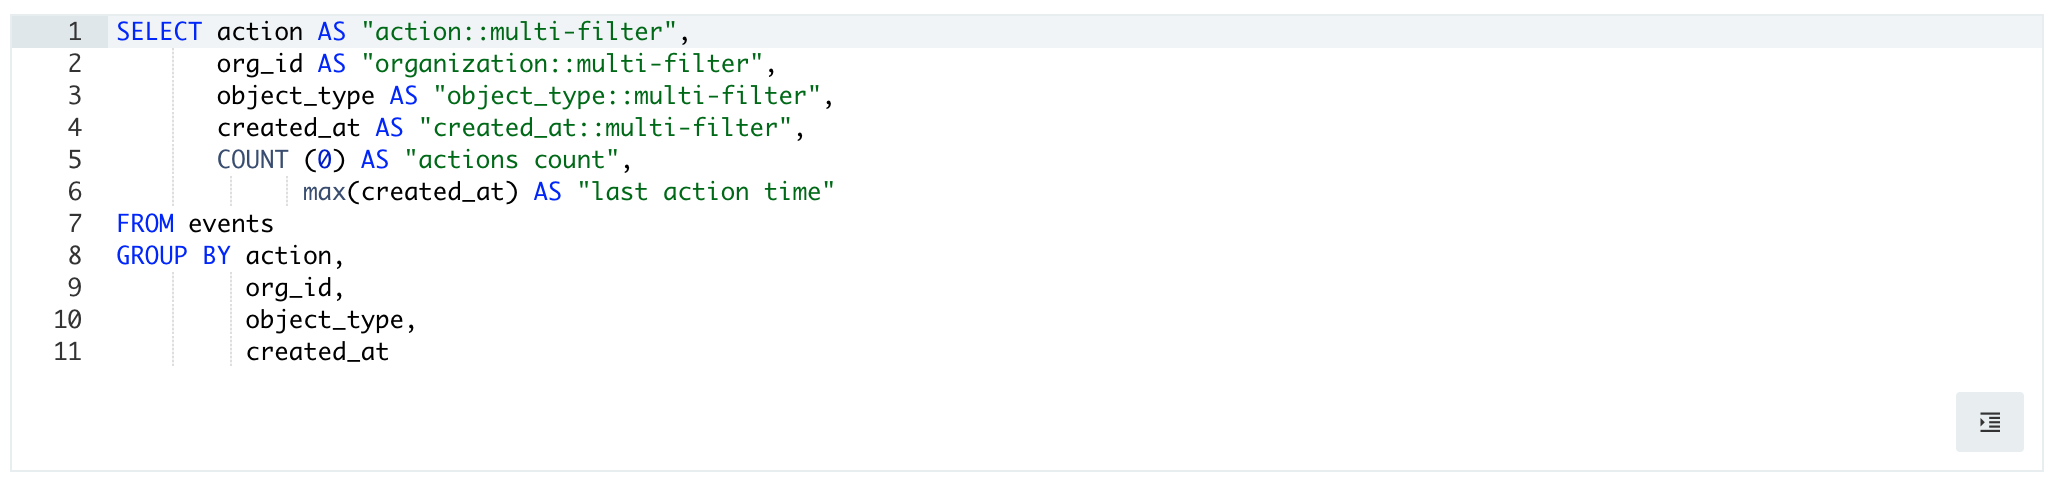 1 SELECT action AS "action::multi-filter",
2 org_id AS "organization::multi-filter",
3 object_type AS "object_type::multi-filter",
4 created_at AS "created_at::multi-filter",
5 COUNT (0) AS "actions count",
6 max(created_at) AS "last action time"
7 FROM events
8 GROUP BY action,
9 org_id,
10 object_type,
11 created_at